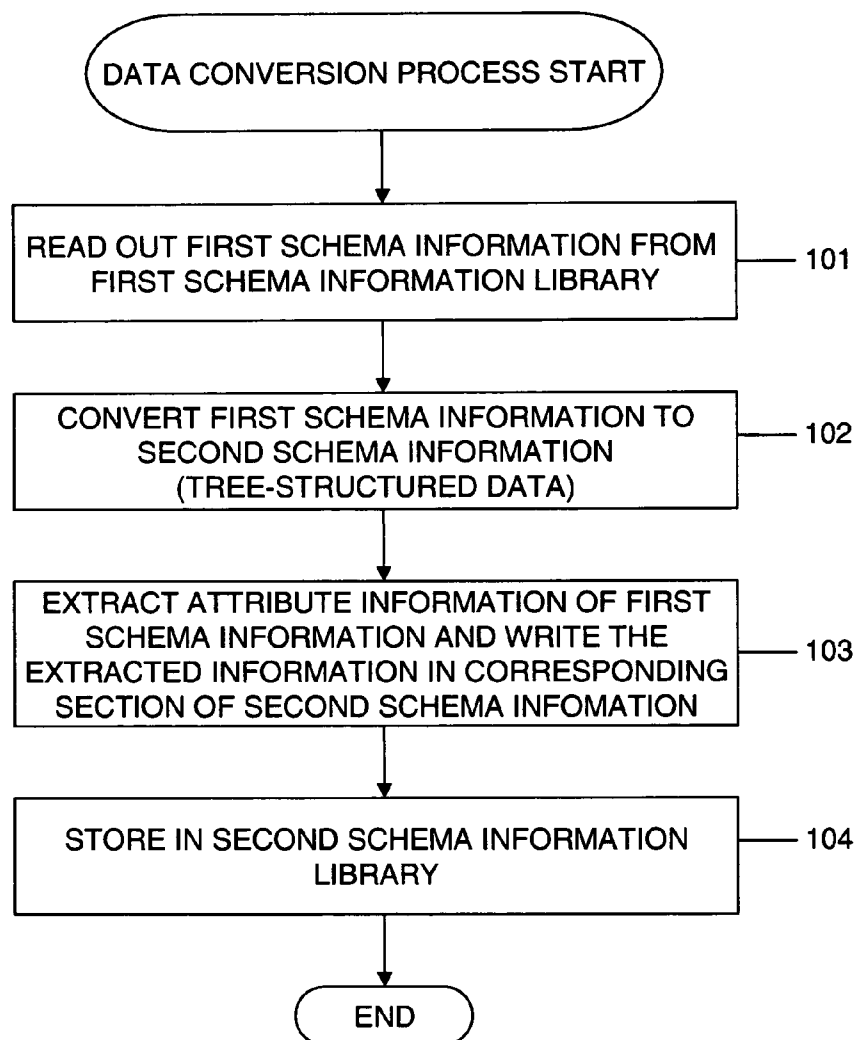 DATA CONVERSION PROCESS START
READ OUT FIRST SCHEMA INFORMATION FROM
FIRST SCHEMA INFORMATION LIBRARY
101
CONVERT FIRST SCHEMA INFORMATION TO
SECOND SCHEMA INFORMATION
(TREE-STRUCTURED DATA)
102
EXTRACT ATTRIBUTE INFORMATION OF FIRST
SCHEMA INFORMATION AND WRITE THE
EXTRACTED INFORMATION IN CORRESPONDING
SECTION OF SECOND SCHEMA INFOMATION
103
STORE IN SECOND SCHEMA INFORMATION
LIBRARY
104
END